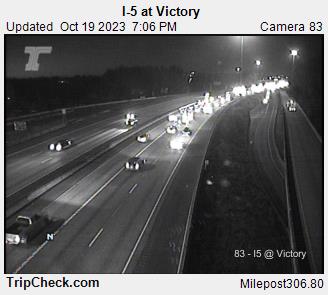 I-5 at Victory
Updated Oct 19 2023 7:06 PM Camera 83
T
83 - I5 @ Victory
TripCheck.com Milepost306.80